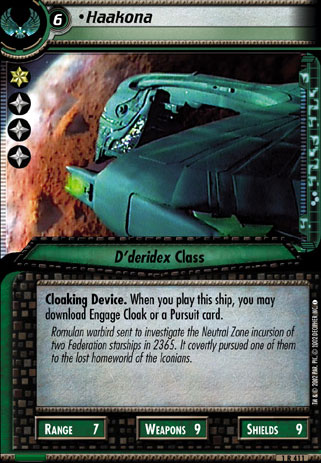 6 •Haakona
D'deridex Class
Cloaking Device. When you play this ship, you may
download Engage Cloak or a Pursuit card.
Romulan warbird sent to investigate the Neutral Zone incursion of
two Federation starships in 2365. It covertly pursued one of them
to the lost homeworld of the Iconians.
RANGE 7 WEAPONS 9 SHIELDS 9
1 R 411